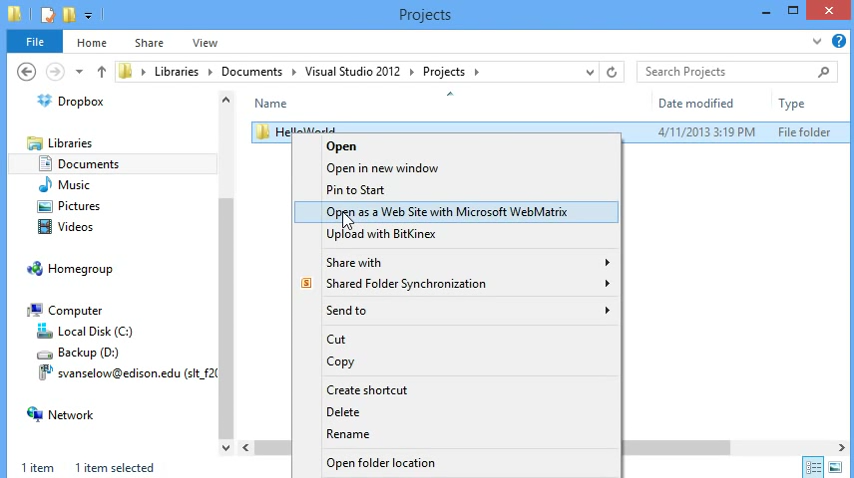 Projects
File
Home
Share
View
Libraries
Documents
Visual Studio 2012
Projects
Search Projects
Dropbox
Libraries
Documents
Music
Pictures
Videos
Homegroup
Computer
Local Disk (C:)
Backup (D:)
svanselow@edison.edu (slt_f20
Network
Name
Date modified
Type
HelloWorld
4/11/2013 3:19 PM
File folder
Open
Open in new window
Pin to Start
Open as a Web Site with Microsoft WebMatrix
Upload with BitKinex
Share with
S
Shared Folder Synchronization
Send to
Cut
Copy
Create shortcut
Delete
Rename
Open folder location
1 item
1 item selected